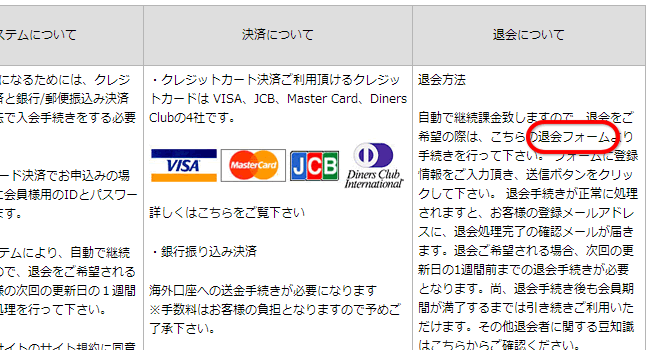 ステムについて
決済について
退会について
になるためには、クレジ
済と銀行/郵便振込み決済
法で入会手続きをする必要
ード決済でお申込みの場
に会員様用のIDとパスワー
ます。
テムにより、自動で継続
ので、退会をご希望される
様の次回の更新日の１週間
処理を行って下さい。
サイトのサイト規約に同意
・クレジットカート決済ご利用頂けるクレジッ
トカードは VISA、JCB、Master Card、Diners
Clubの4社です。
VISA
MasterCard
JCB
Diners Club
International
詳しくはこちらをご覧下さい
・銀行振り込み決済
海外口座への送金手続きが必要になります
※手数料はお客様の負担となりますので予めご
了承下さい。
退会方法
自動で継続課金致しますので、退会をご
希望の際は、こちらの退会フォームより
手続きを行って下さい。 フォームに登録
情報をご入力頂き、送信ボタンをクリッ
クして下さい。 退会手続きが正常に処理
されますと、お客様の登録メールアドレ
スに、退会処理完了の確認メールが届き
ます。退会ご希望される場合、次回の更
新日の1週間前までの退会手続きが必要
となります。尚、退会手続き後も会員期
間が満了するまでは引き続きご利用いた
だけます。その他退会者に関する豆知識
はこちらからご確認ください。